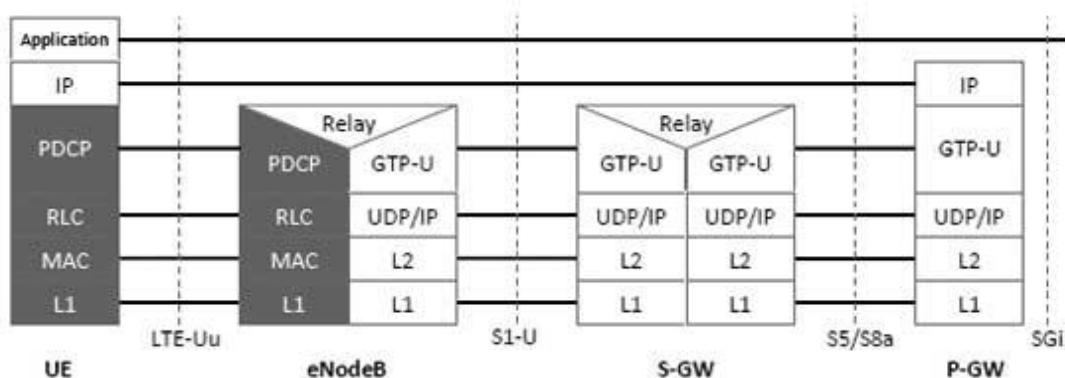 Application
IP IP
Relay Relay
PDCP PDCP GTP-U GTP-U GTP-U GTP-U
RLC RLC UDP/IP UDP/IP UDP/IP UDP/IP
MAC MAC L2 L2 L2 L2
L1 L1 L1 L1 L1 L1
LTE-Uu S1-U S5/S8a SGi
UE eNodeB S-GW P-GW